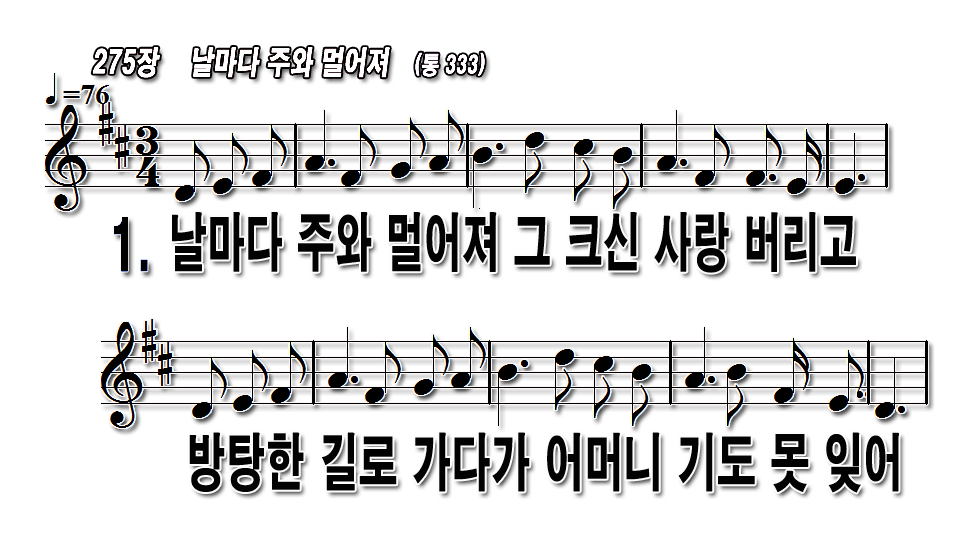 275장 날마다 주와 멀어져 (통 333)
♩=76
3
4
1. 날마다 주와 멀어져 그 크신 사랑 버리고
방탕한 길로 가다가 어머니 기도 못 잊어